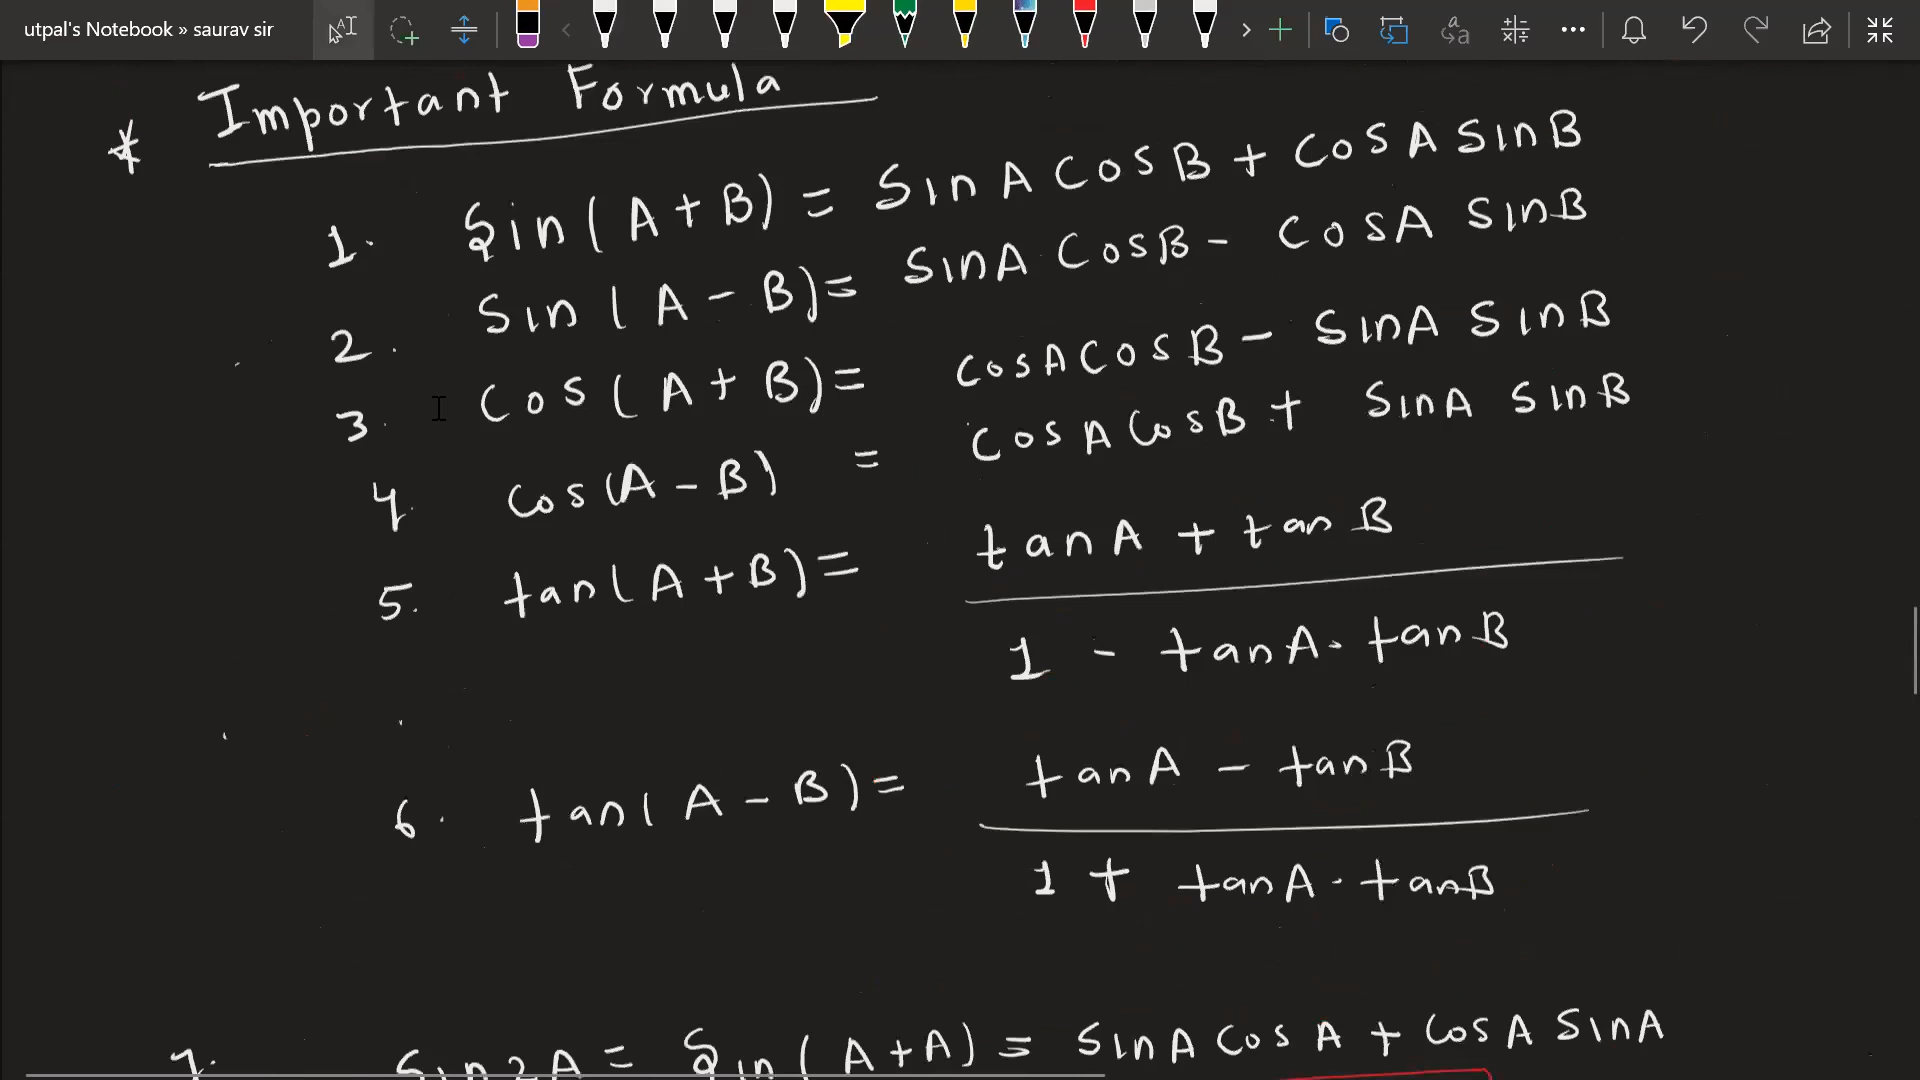 utpal's Notebook » saurav sir
* Important Formula
1. Sin(A+B) = SinA CosB + CosA SinB
2. Sin(A-B) = SinA CosB - CosA SinB
3. Cos(A+B) = CosA CosB - SinA SinB
4. Cos(A-B) = CosA CosB + SinA SinB
5. tan(A+B) = tanA + tanB
1 - tanA. tanB
6. tan(A-B) = tanA - tanB
1 + tanA. tanB
7. Sin2A = Sin(A+A) = SinA CosA + CosA SinA